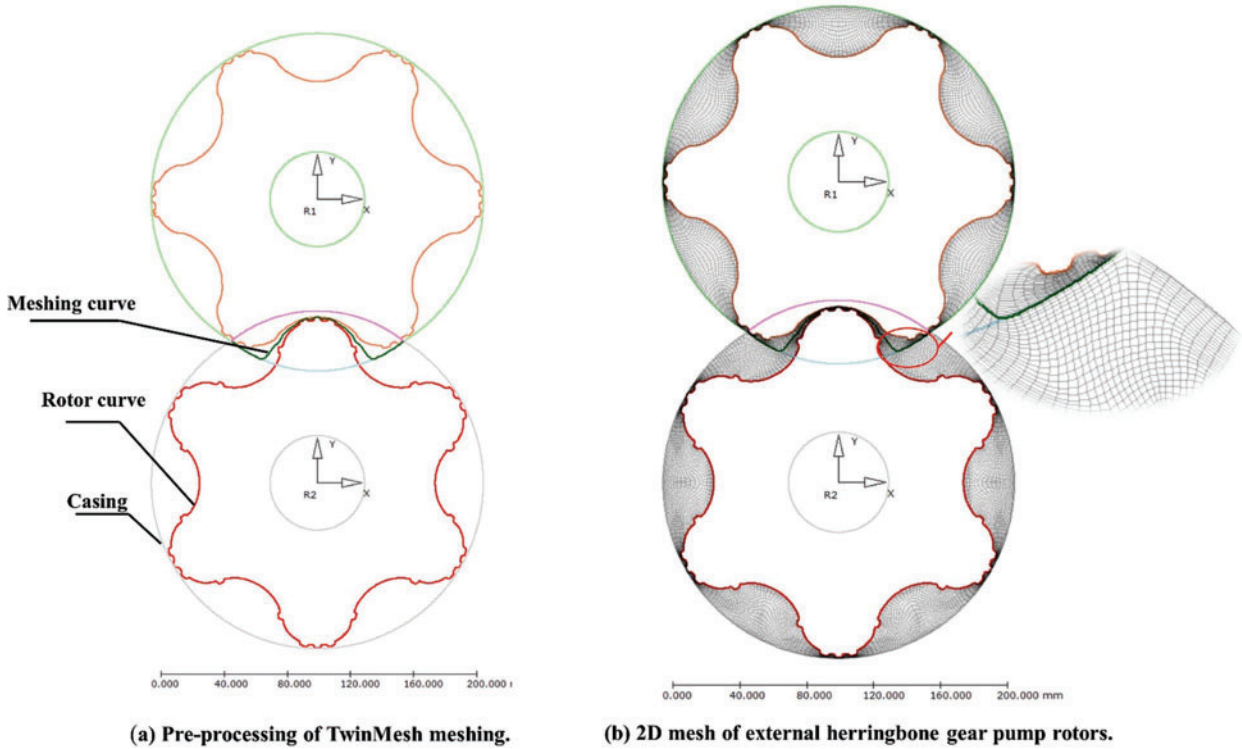 Y
R1
X
Meshing curve
Rotor curve
Casing
Y
R2
X
0.000 40.000 80.000 120.000 160.000 200.000
(a) Pre-processing of TwinMesh meshing.
Y
R1
X
Y
R2
X
0.000 40.000 80.000 120.000 160.000 200.000 mm
(b) 2D mesh of external herringbone gear pump rotors.